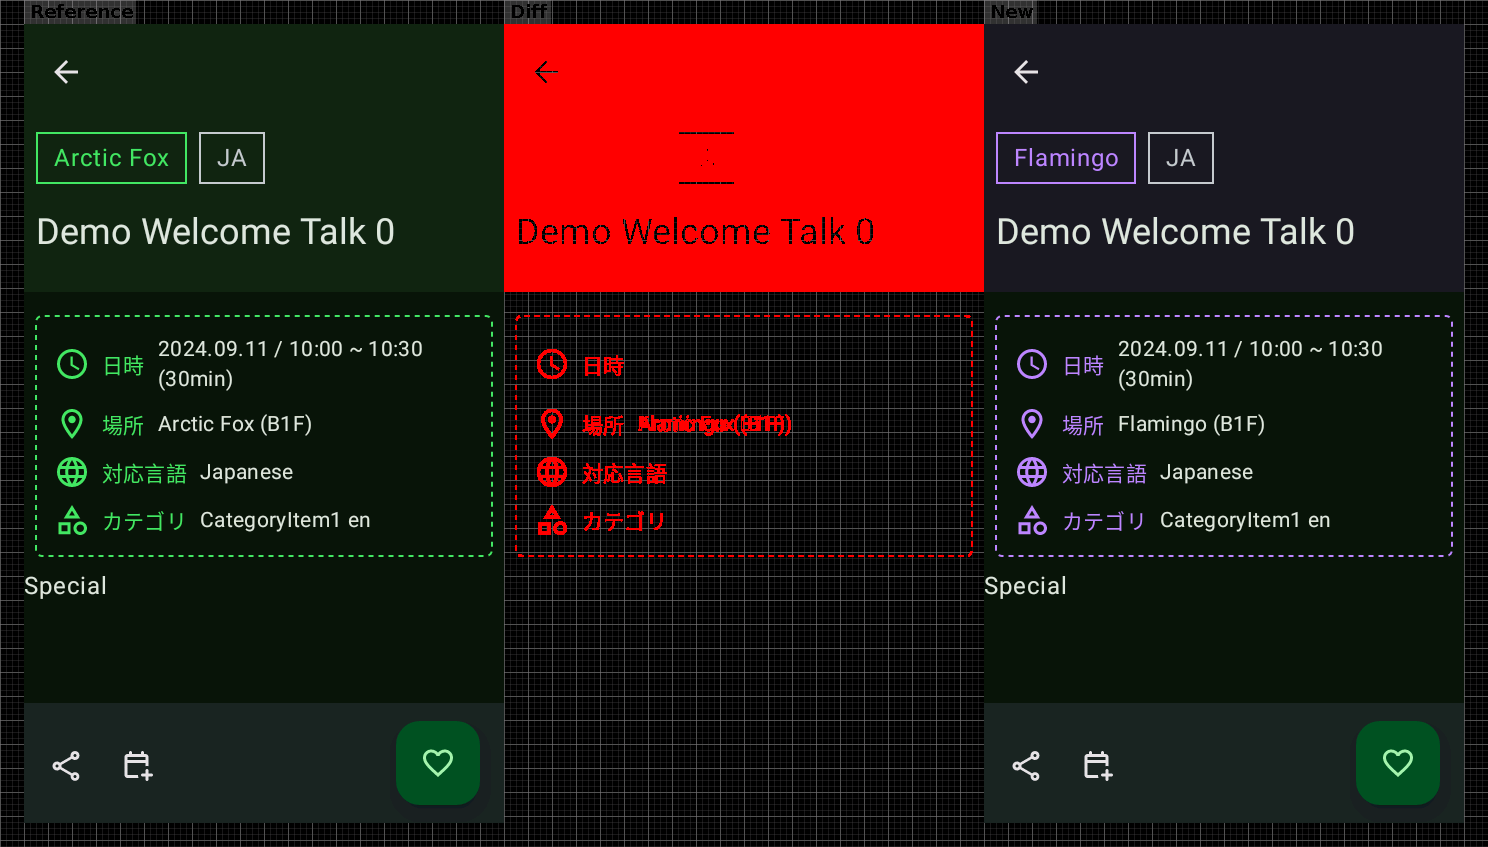 Reference
Diff
New
Arctic Fox
JA
Demo Welcome Talk 0
日時
2024.09.11 / 10:00 ~ 10:30
(30min)
場所
Arctic Fox (B1F)
対応言語
Japanese
カテゴリ
CategoryItem1 en
Special
Demo Welcome Talk 0
日時
場所
対応言語
カテゴリ
Flamingo
JA
Demo Welcome Talk 0
日時
2024.09.11 / 10:00 ~ 10:30
(30min)
場所
Flamingo (B1F)
対応言語
Japanese
カテゴリ
CategoryItem1 en
Special